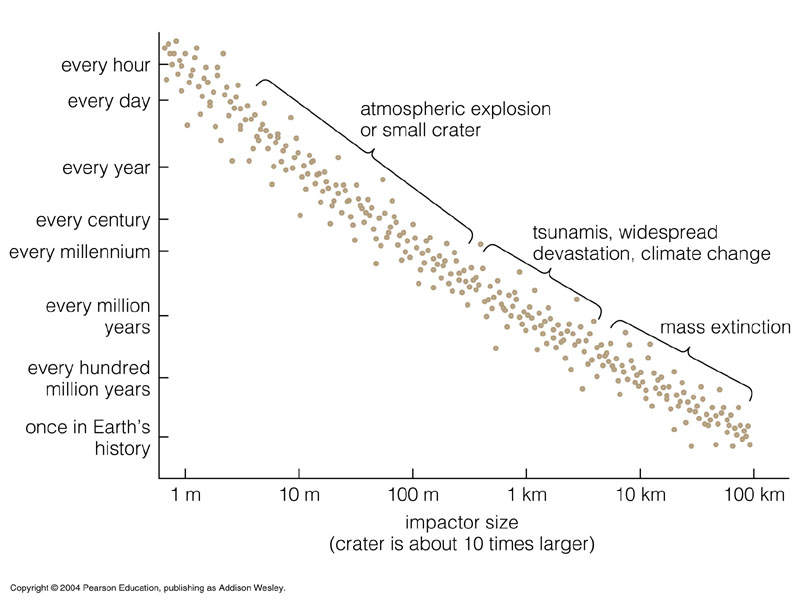 every hour
every day
every year
every century
every millennium
every million
years
every hundred
million years
once in Earth's
history
atmospheric explosion
or small crater
tsunamis, widespread
devastation, climate change
mass extinction
1 m
10 m
100 m
1 km
10 km
100 km
impactor size
(crater is about 10 times larger)
Copyright © 2004 Pearson Education, publishing as Addison Wesley.